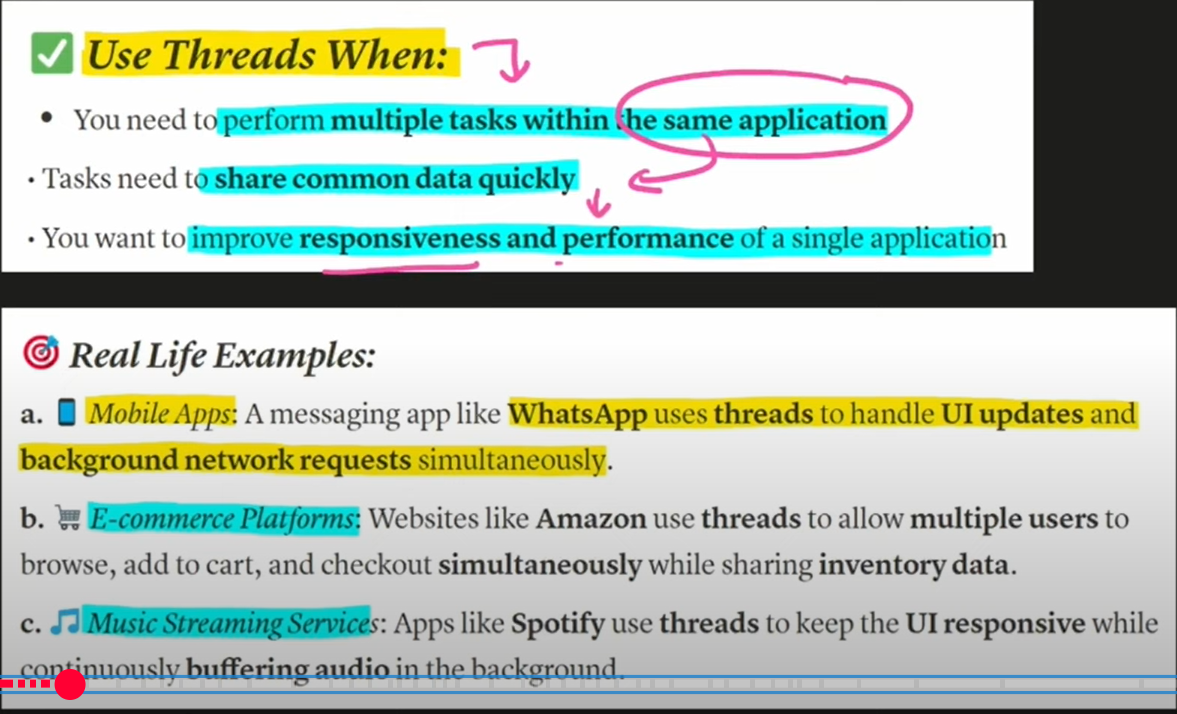 Use Threads When:
• You need to perform multiple tasks within the same application
· Tasks need to share common data quickly
· You want to improve responsiveness and performance of a single application
Real Life Examples:
a. Mobile Apps: A messaging app like WhatsApp uses threads to handle UI updates and
background network requests simultaneously.
b. E-commerce Platforms: Websites like Amazon use threads to allow multiple users to
browse, add to cart, and checkout simultaneously while sharing inventory data.
c. Music Streaming Services: Apps like Spotify use threads to keep the UI responsive while
continuously buffering audio in the background.